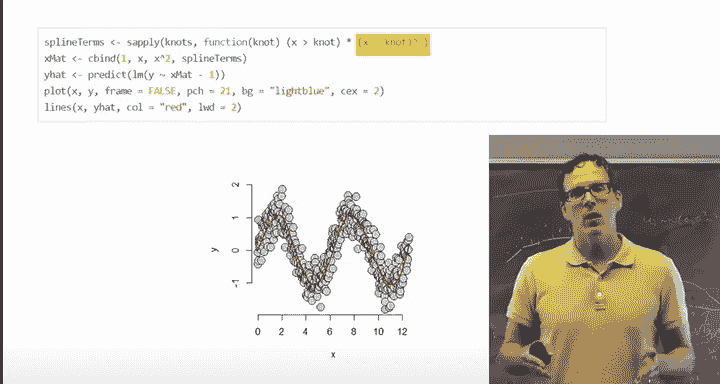 splineTerms <- sapply(knots, function(knot) (x > knot) * (x   knot)^ )
xMat <- cbind(1, x, x^2, splineTerms)
yhat <- predict(lm(y ~ xMat - 1))
plot(x, y, frame = FALSE, pch = 21, bg = "lightblue", cex = 2)
lines(x, yhat, col = "red", lwd = 2)
2
1
0
-1
y
0 2 4 6 8 10 12
x